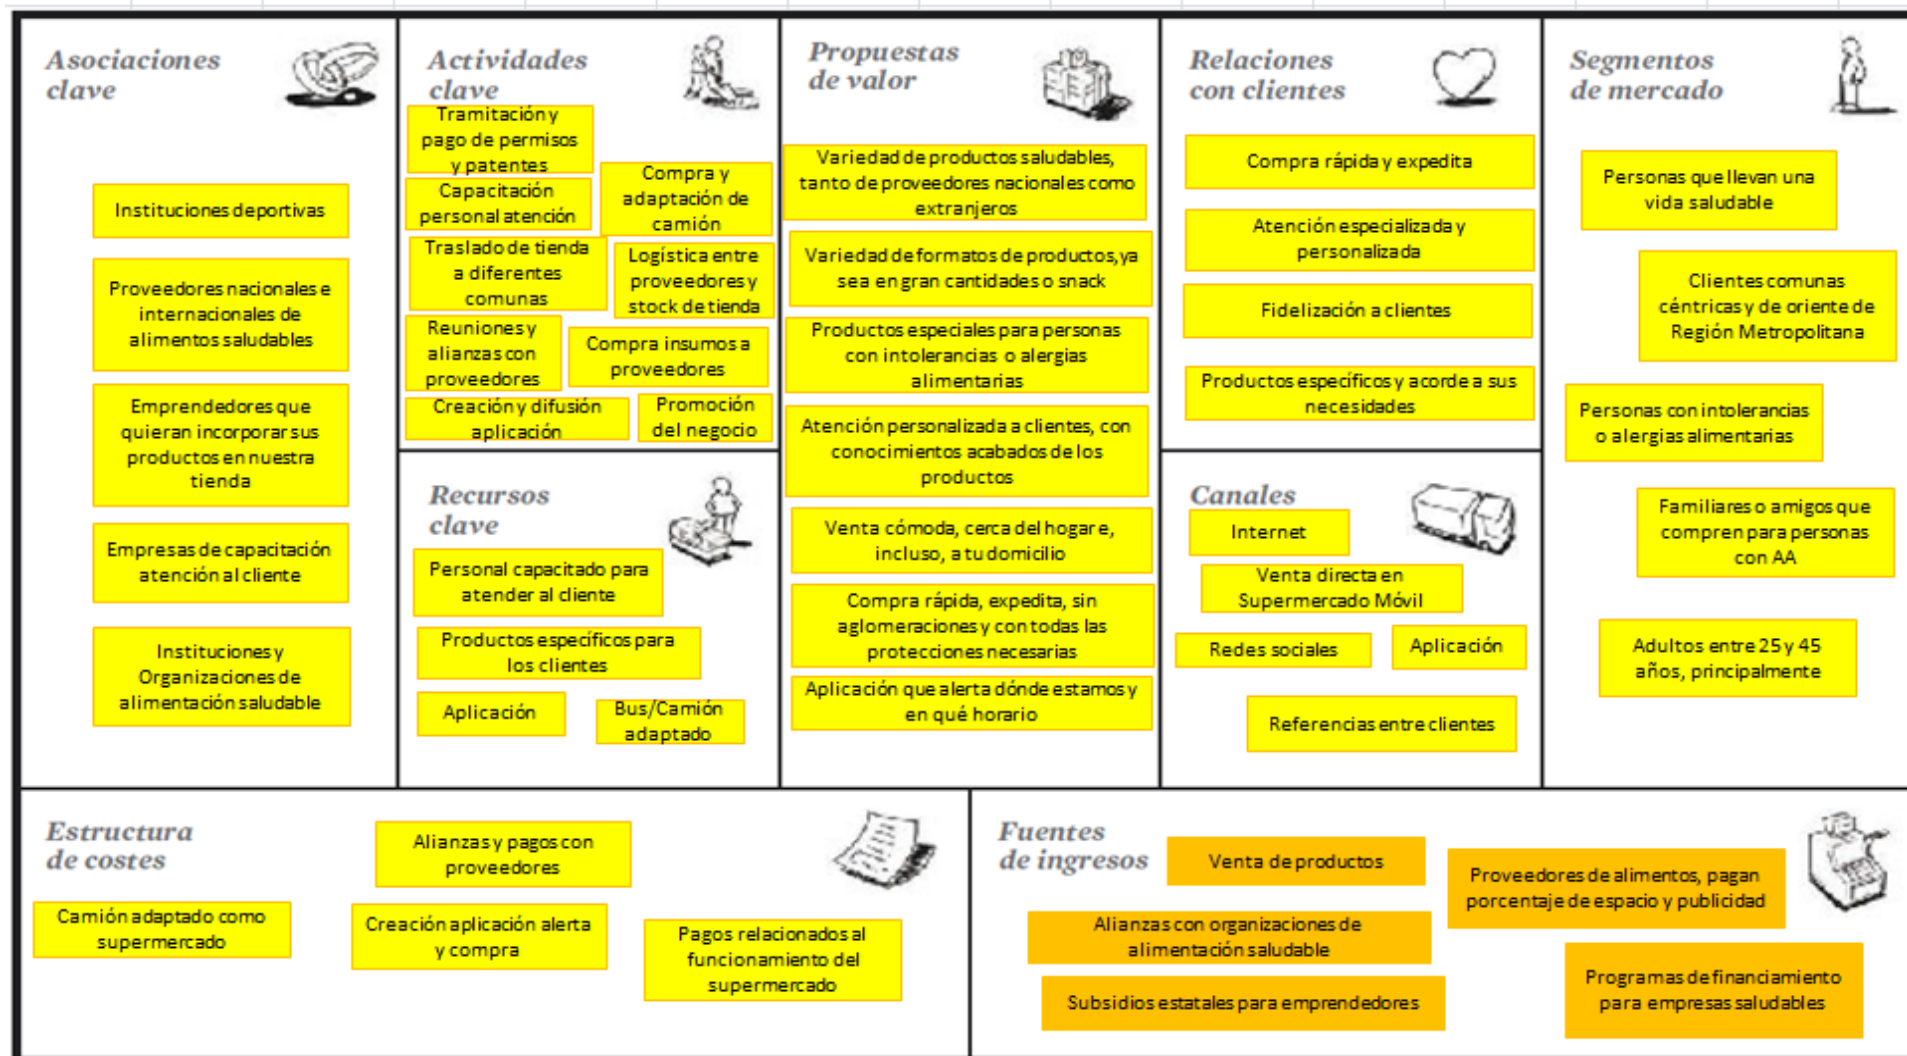 Asociaciones
clave
Instituciones deportivas
Proveedores nacionales e
internacionales de
alimentos saludables
Emprendedores que
quieran incorporar sus
productos en nuestra
tienda
Empresas de capacitación
atención al cliente
Instituciones y
Organizaciones de
alimentación saludable
Actividades
clave
Tramitación y
pago de permisos
y patentes
Compra y
adaptación de
camión
Capacitación
personal atención
Traslado de tienda
a diferentes
comunas
Logística entre
proveedores y
stock de tienda
Reuniones y
alianzas con
proveedores
Compra insumos a
proveedores
Creación y difusión
aplicación
Promoción
del negocio
Recursos
clave
Personal capacitado para
atender al cliente
Productos específicos para
los clientes
Aplicación
Bus/Camión
adaptado
Propuestas
de valor
Variedad de productos saludables,
tanto de proveedores nacionales como
extranjeros
Variedad de formatos de productos,ya
sea en gran cantidades o snack
Productos especiales para personas
con intolerancias o alergias
alimentarias
Atención personalizada a clientes, con
conocimientos acabados de los
productos
Venta cómoda, cerca del hogar e,
incluso, a tu domicilio
Compra rápida, expedita, sin
aglomeraciones y con todas las
protecciones necesarias
Aplicación que alerta dónde estamos y
en qué horario
Relaciones
con clientes
Compra rápida y expedita
Atención especializada y
personalizada
Fidelización a clientes
Productos específicos y acorde a sus
necesidades
Canales
Internet
Venta directa en
Supermercado Móvil
Redes sociales
Aplicación
Referencias entre clientes
Segmentos
de mercado
Personas que llevan una
vida saludable
Clientes comunas
céntricas y de oriente de
Región Metropolitana
Personas con intolerancias
o alergias alimentarias
Familiares o amigos que
compren para personas
con AA
Adultos entre 25 y 45
años, principalmente
Estructura
de costes
Alianzas y pagos con
proveedores
Camión adaptado como
supermercado
Creación aplicación alerta
y compra
Pagos relacionados al
funcionamiento del
supermercado
Fuentes
de ingresos
Venta de productos
Proveedores de alimentos, pagan
porcentaje de espacio y publicidad
Alianzas con organizaciones de
alimentación saludable
Subsidios estatales para emprendedores
Programas de financiamiento
para empresas saludables